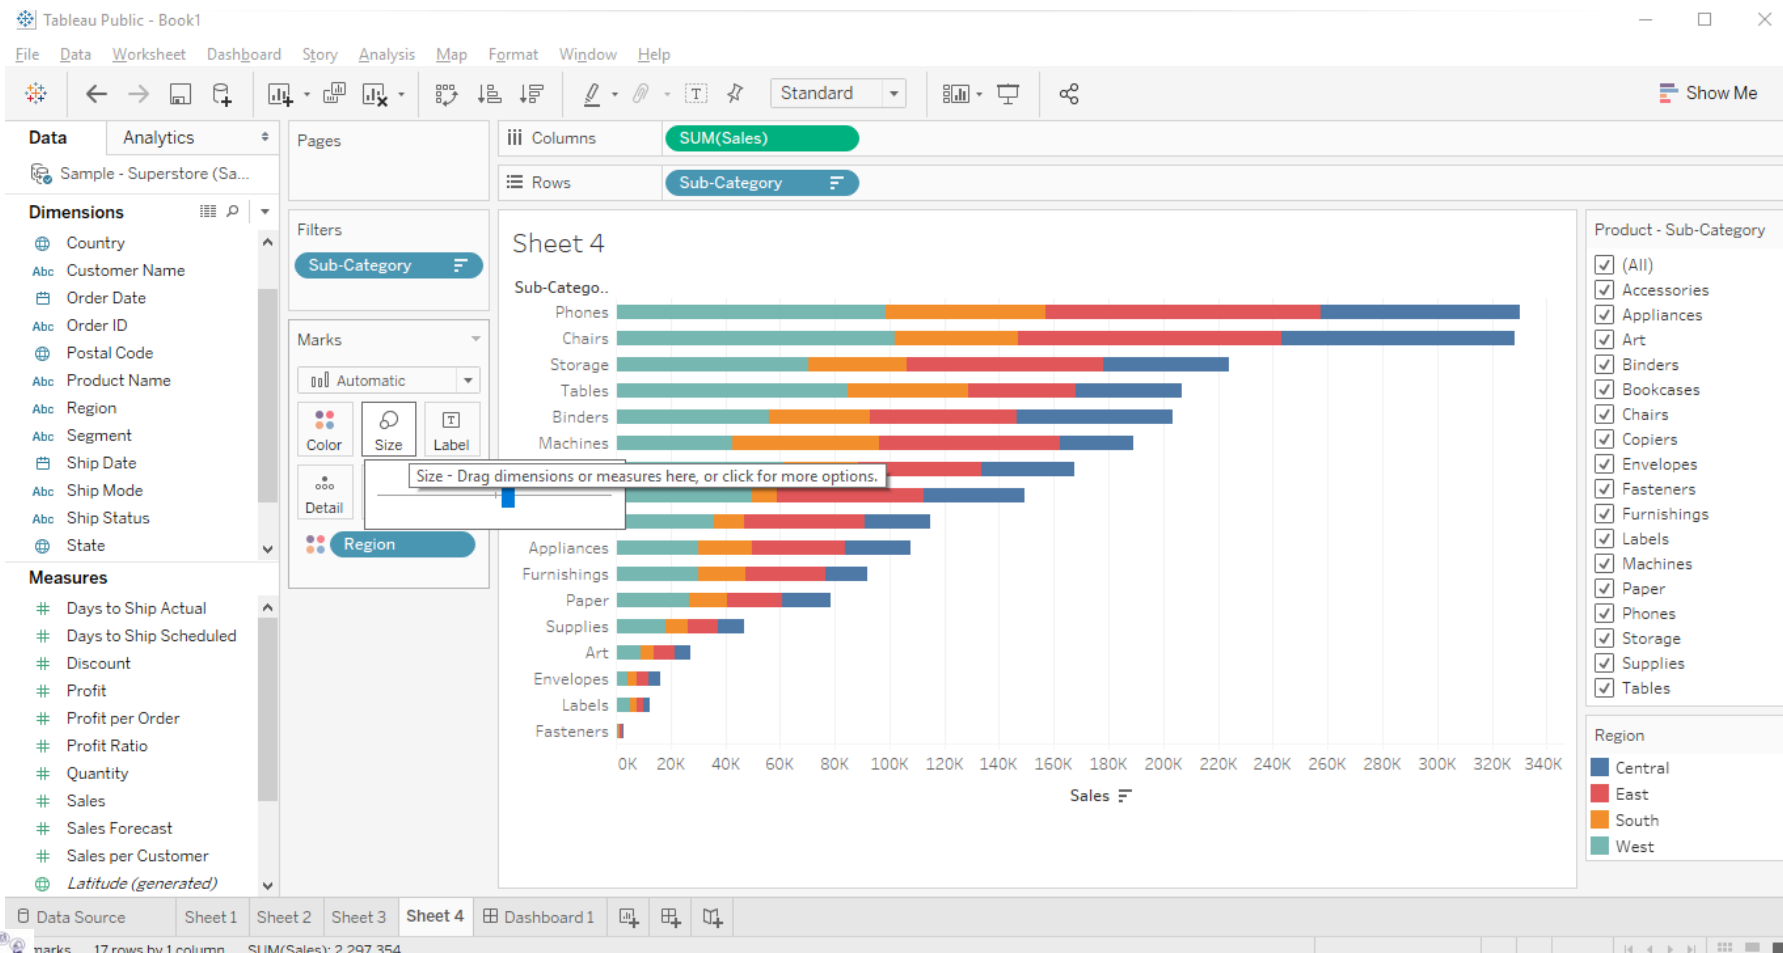 Tableau Public - Book1
File Data Worksheet Dashboard Story Analysis Map Format Window Help
Standard
Show Me
Data Analytics
Sample - Superstore (Sa...
Dimensions
Country
Abc Customer Name
Order Date
Abc Order ID
Postal Code
Abc Product Name
Abc Region
Abc Segment
Ship Date
Abc Ship Mode
Abc Ship Status
State
Measures
# Days to Ship Actual
# Days to Ship Scheduled
# Discount
# Profit
# Profit per Order
# Profit Ratio
# Quantity
# Sales
# Sales Forecast
# Sales per Customer
Latitude (generated)
Pages
Filters
Sub-Category
Marks
Automatic
Color Size Label
Size - Drag dimensions or measures here, or click for more options.
Detail
Region
Columns SUM(Sales)
Rows Sub-Category
Sheet 4
Sub-Catego..
Phones
Chairs
Storage
Tables
Binders
Machines
Appliances
Furnishings
Paper
Supplies
Art
Envelopes
Labels
Fasteners
0K 20K 40K 60K 80K 100K 120K 140K 160K 180K 200K 220K 240K 260K 280K 300K 320K 340K
Sales
Product - Sub-Category
(All)
Accessories
Appliances
Art
Binders
Bookcases
Chairs
Copiers
Envelopes
Fasteners
Furnishings
Labels
Machines
Paper
Phones
Storage
Supplies
Tables
Region
Central
East
South
West
Data Source Sheet 1 Sheet 2 Sheet 3 Sheet 4 Dashboard 1
marks 17 rows by 1 column SUM(Sales): 2,297,354